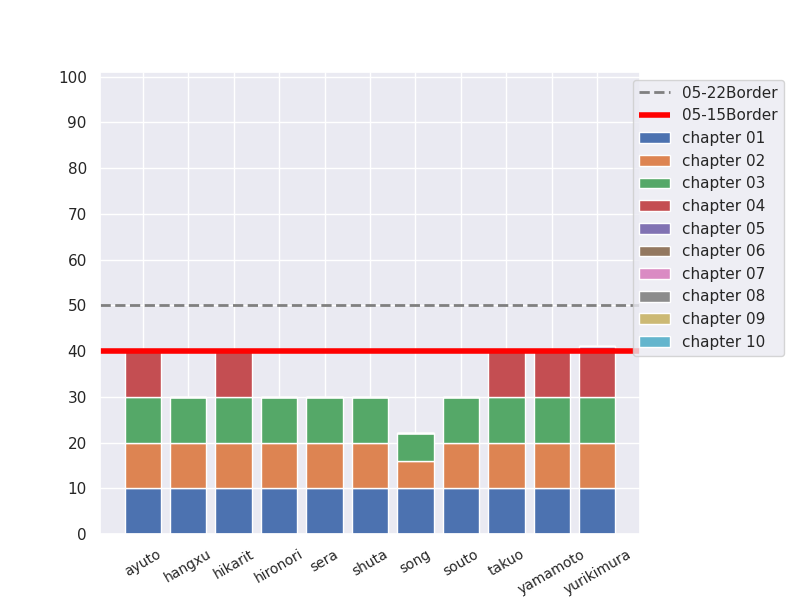 100
90
80
70
60
50
40
30
20
10
0
05-22Border
05-15Border
chapter 01
chapter 02
chapter 03
chapter 04
chapter 05
chapter 06
chapter 07
chapter 08
chapter 09
chapter 10
ayuto
hangxu
hikarit
hironori
sera
shuta
song
souto
takuo
yamamoto
yurikimura